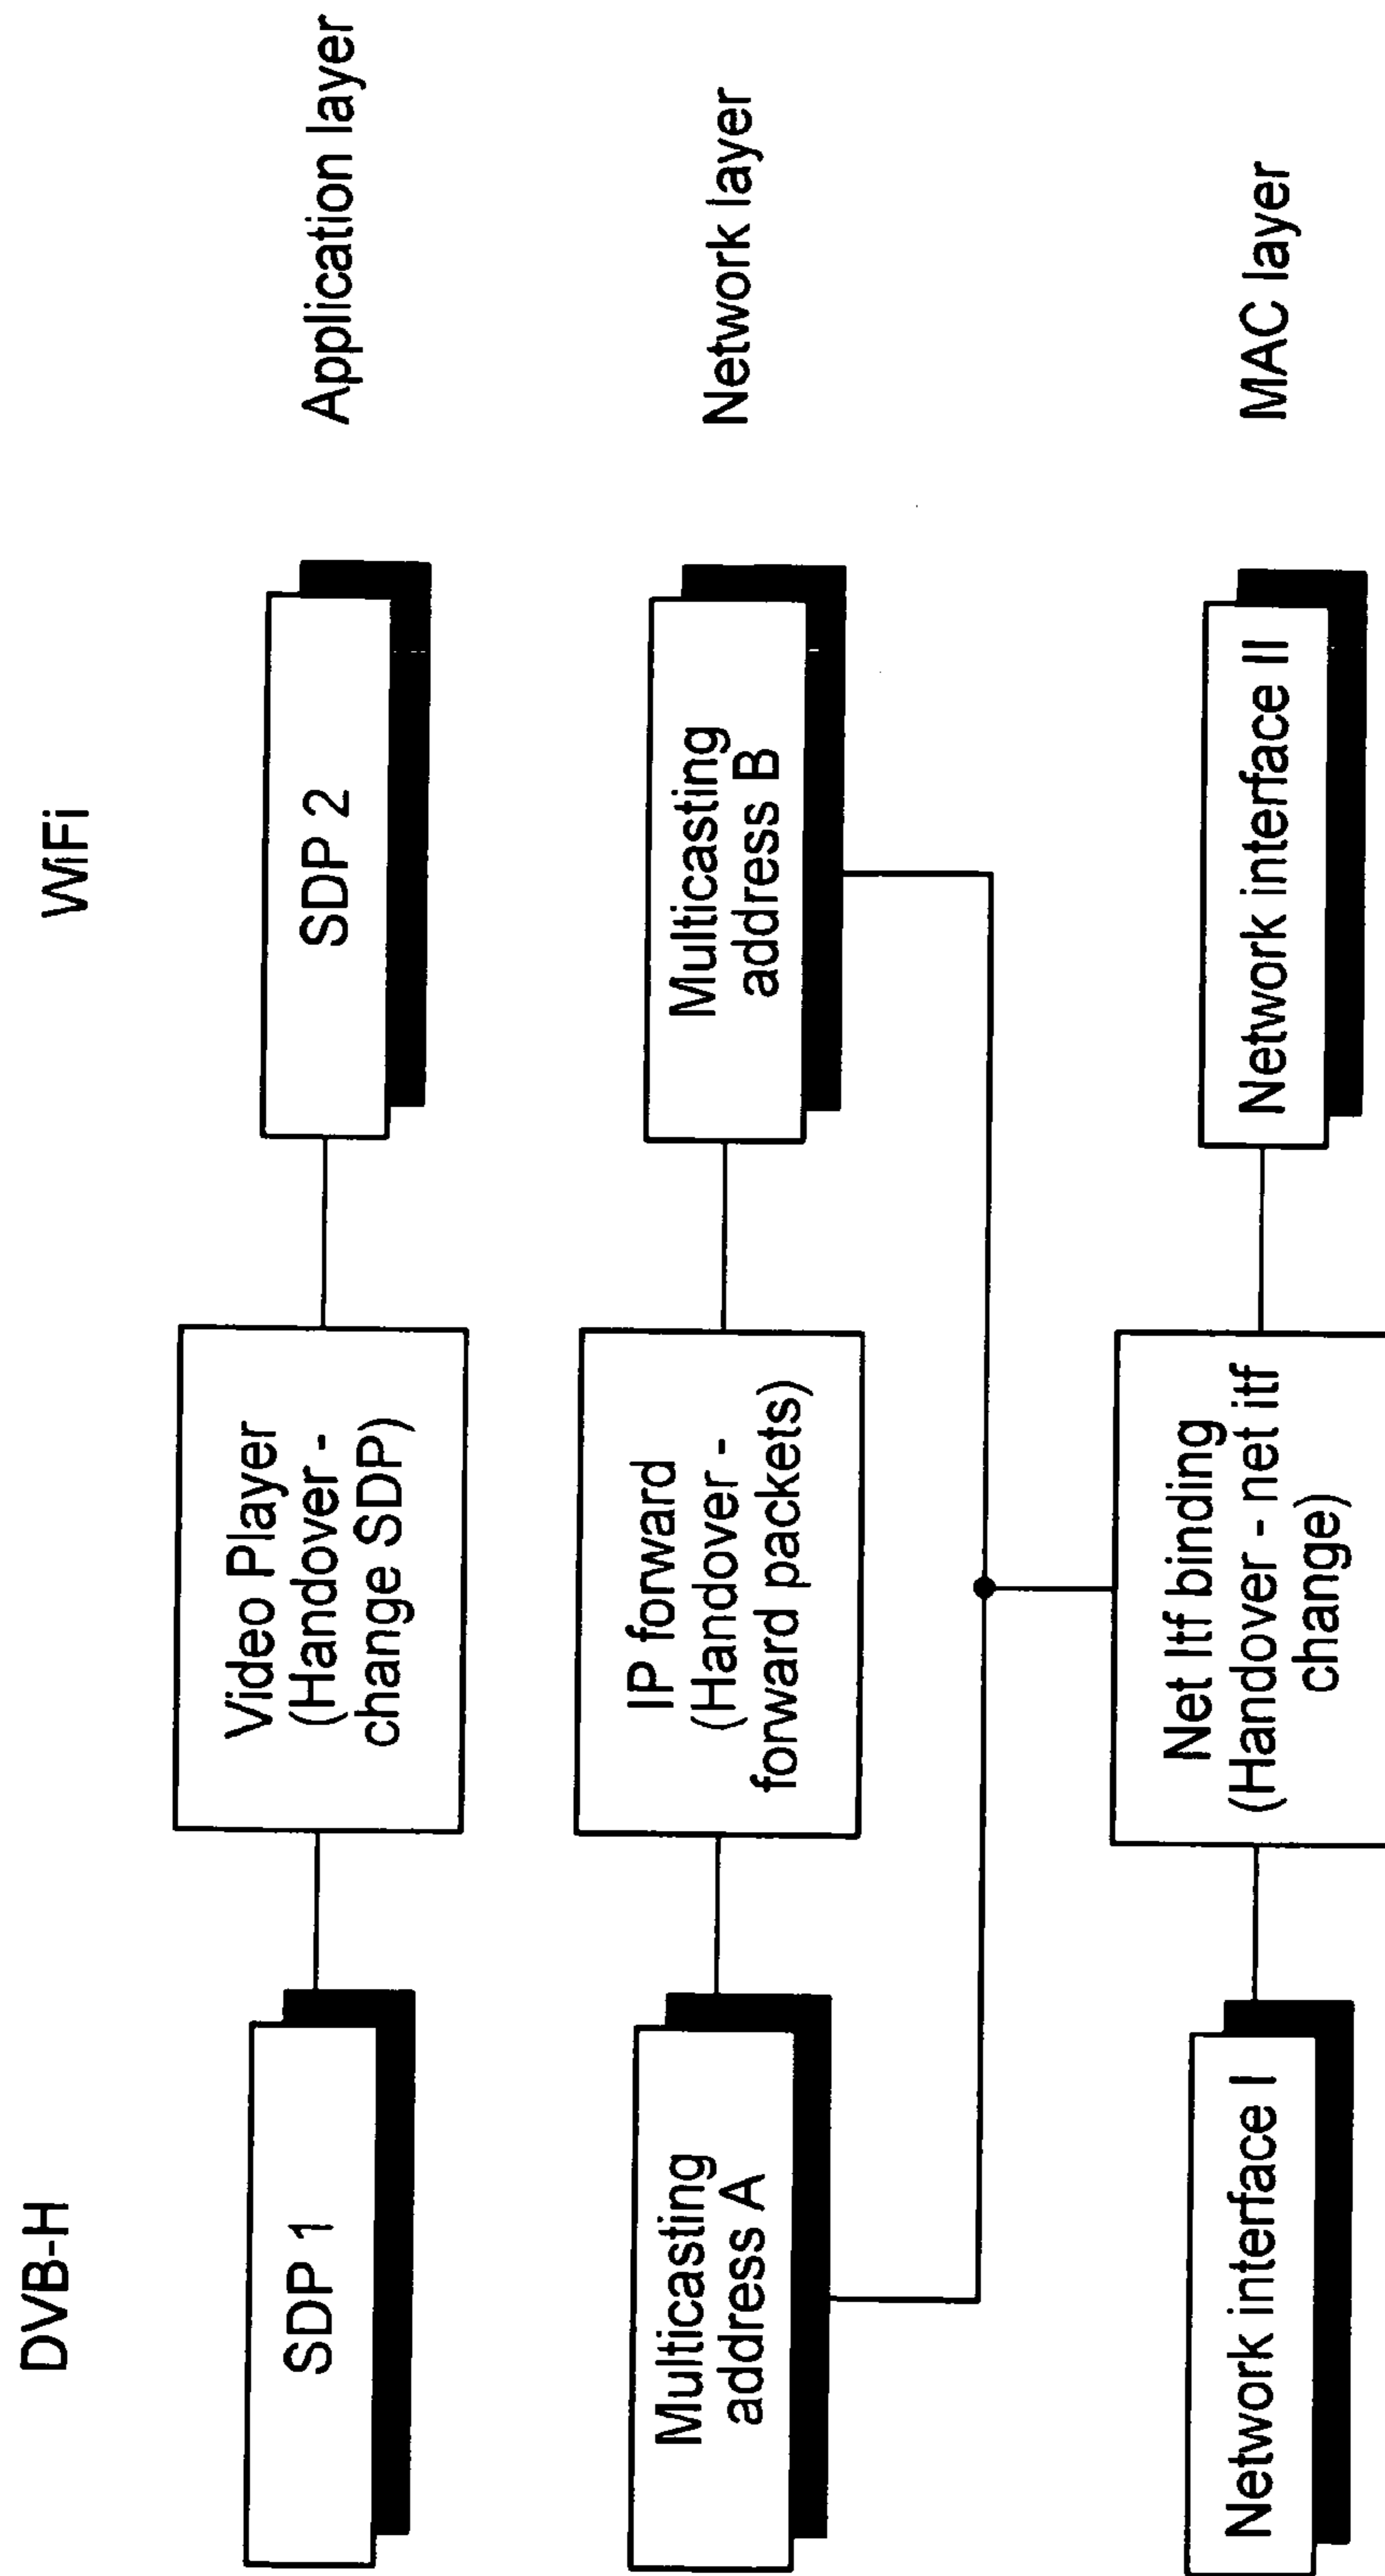 DVB-H
WiFi
SDP 1
Video Player
(Handover -
change SDP)
SDP 2
Application layer
Multicasting
address A
IP forward
(Handover -
forward packets)
Multicasting
address B
Network layer
Network interface I
Net Itf binding
(Handover - net itf
change)
Network interface II
MAC layer